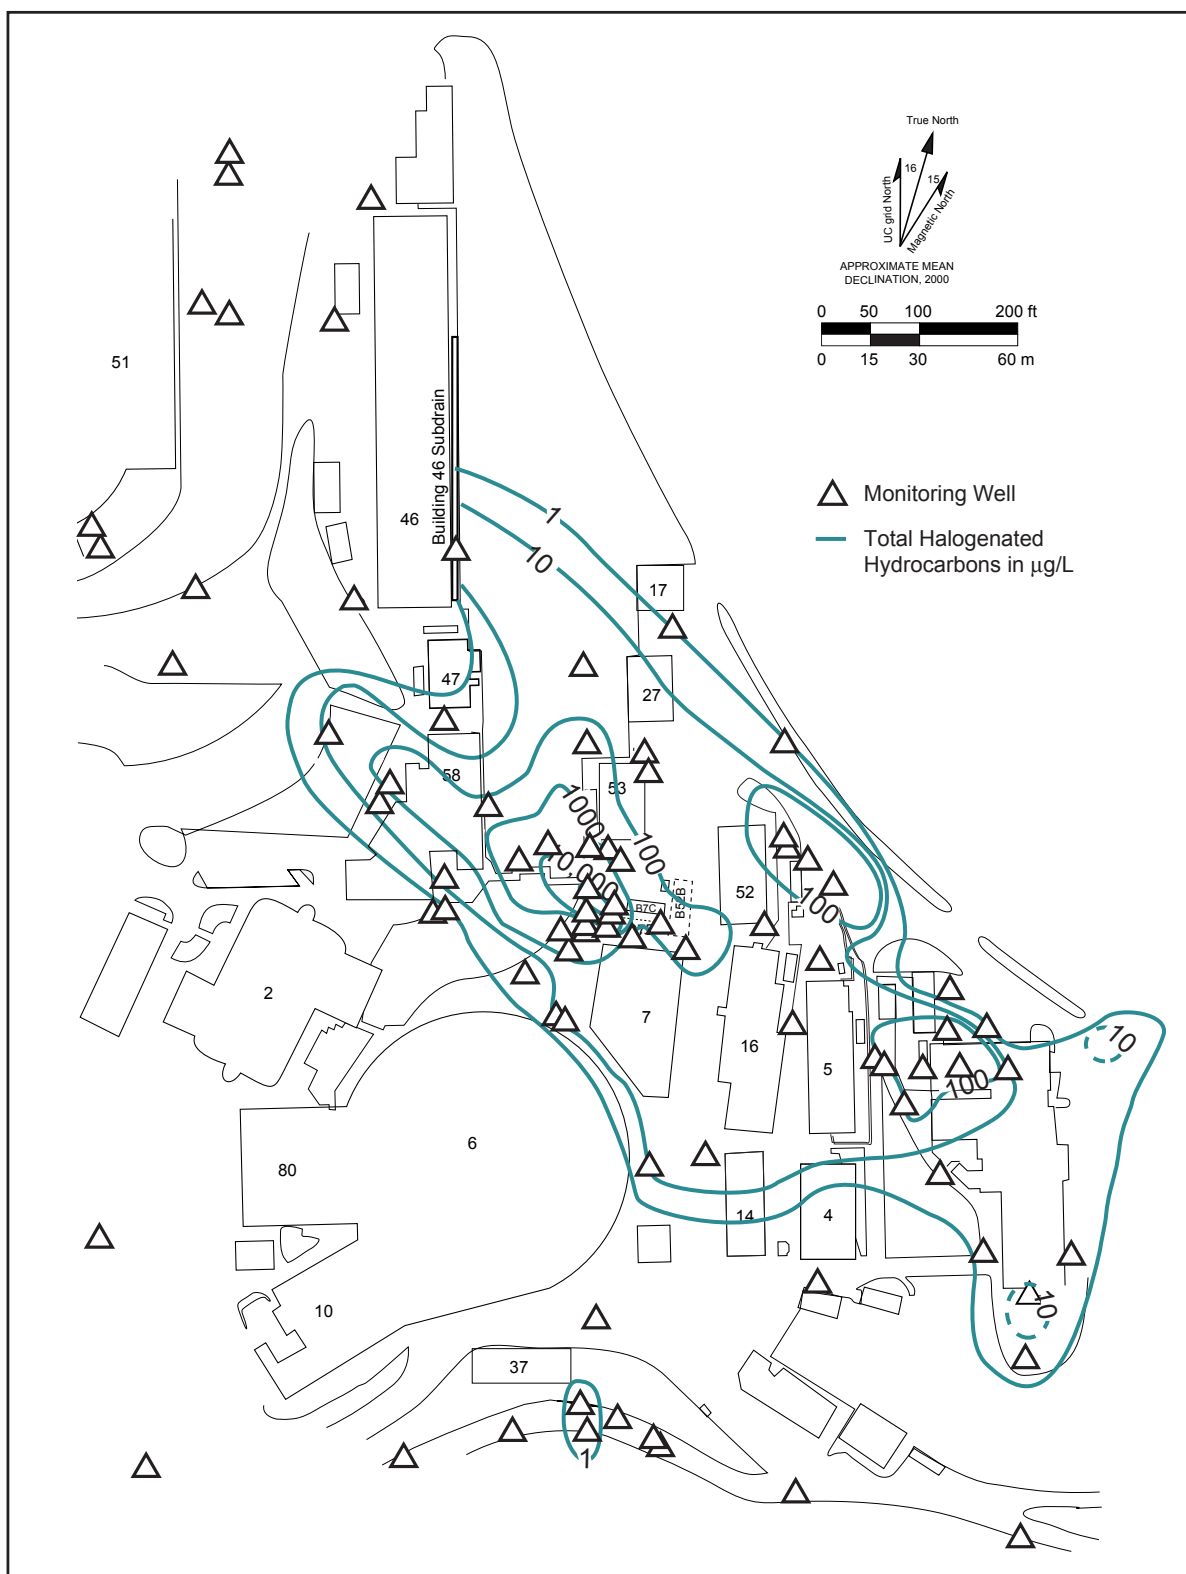 True North
16
15
UC grid North
Magnetic North
APPROXIMATE MEAN
DECLINATION, 2000
0 50 100 200 ft
0 15 30 60 m
51
Building 46 Subdrain
46
Monitoring Well
Total Halogenated
Hydrocarbons in μg/L
1
10
17
47
27
58
53
1000
100
10,000
52
100
B7C
2
7
16
5
10
100
6
80
14
4
10
10
37
1